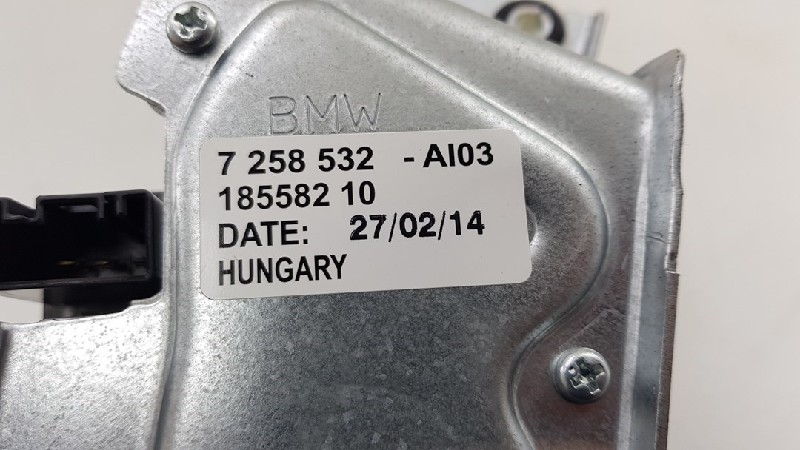 BMW
7 258 532 -AI03
185582 10
DATE: 27/02/14
HUNGARY